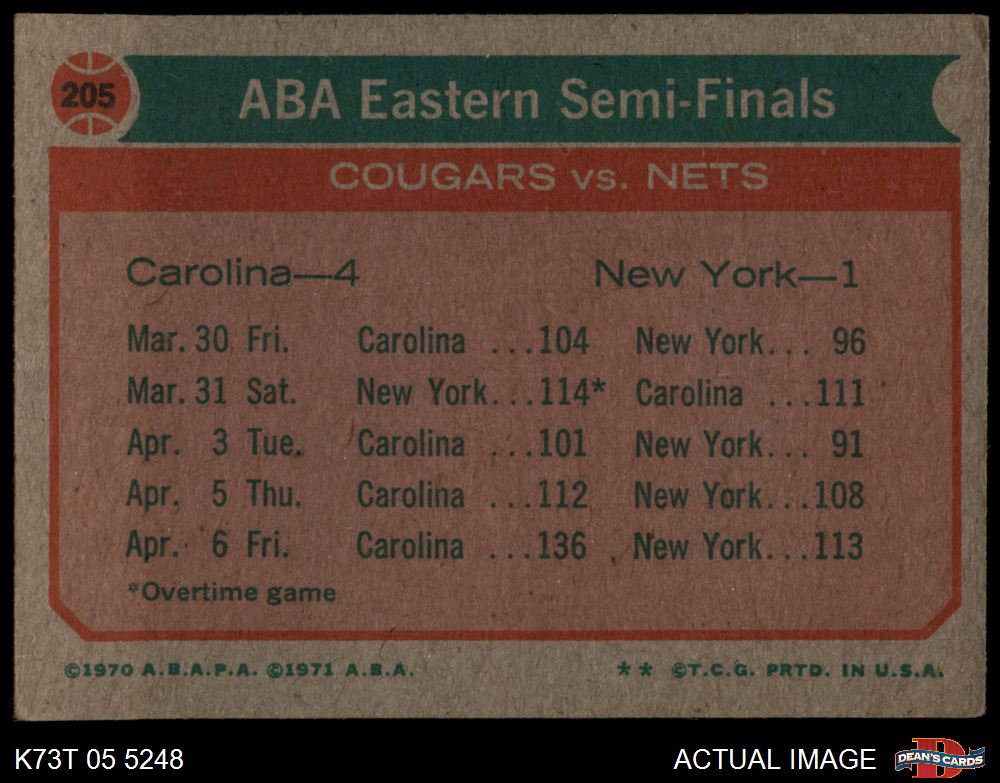 205
ABA Eastern Semi-Finals
COUGARS vs. NETS
Carolina—4 New York—1
Mar. 30 Fri. Carolina ...104 New York... 96
Mar. 31 Sat. New York...114* Carolina ...111
Apr. 3 Tue. Carolina ...101 New York... 91
Apr. 5 Thu. Carolina ...112 New York...108
Apr. 6 Fri. Carolina ...136 New York...113
*Overtime game
©1970 A.B.A.P.A. ©1971 A.B.A. ** ©T.C.G. PRTD. IN U.S.A.
K73T 05 5248 ACTUAL IMAGE DEAN'S CARDS